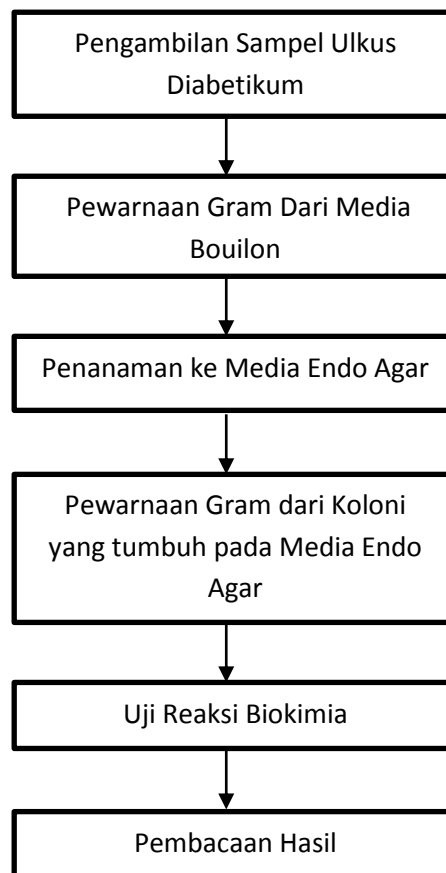 Pengambilan Sampel Ulkus
Diabetikum
Pewarnaan Gram Dari Media
Bouilon
Penanaman ke Media Endo Agar
Pewarnaan Gram dari Koloni
yang tumbuh pada Media Endo
Agar
Uji Reaksi Biokimia
Pembacaan Hasil